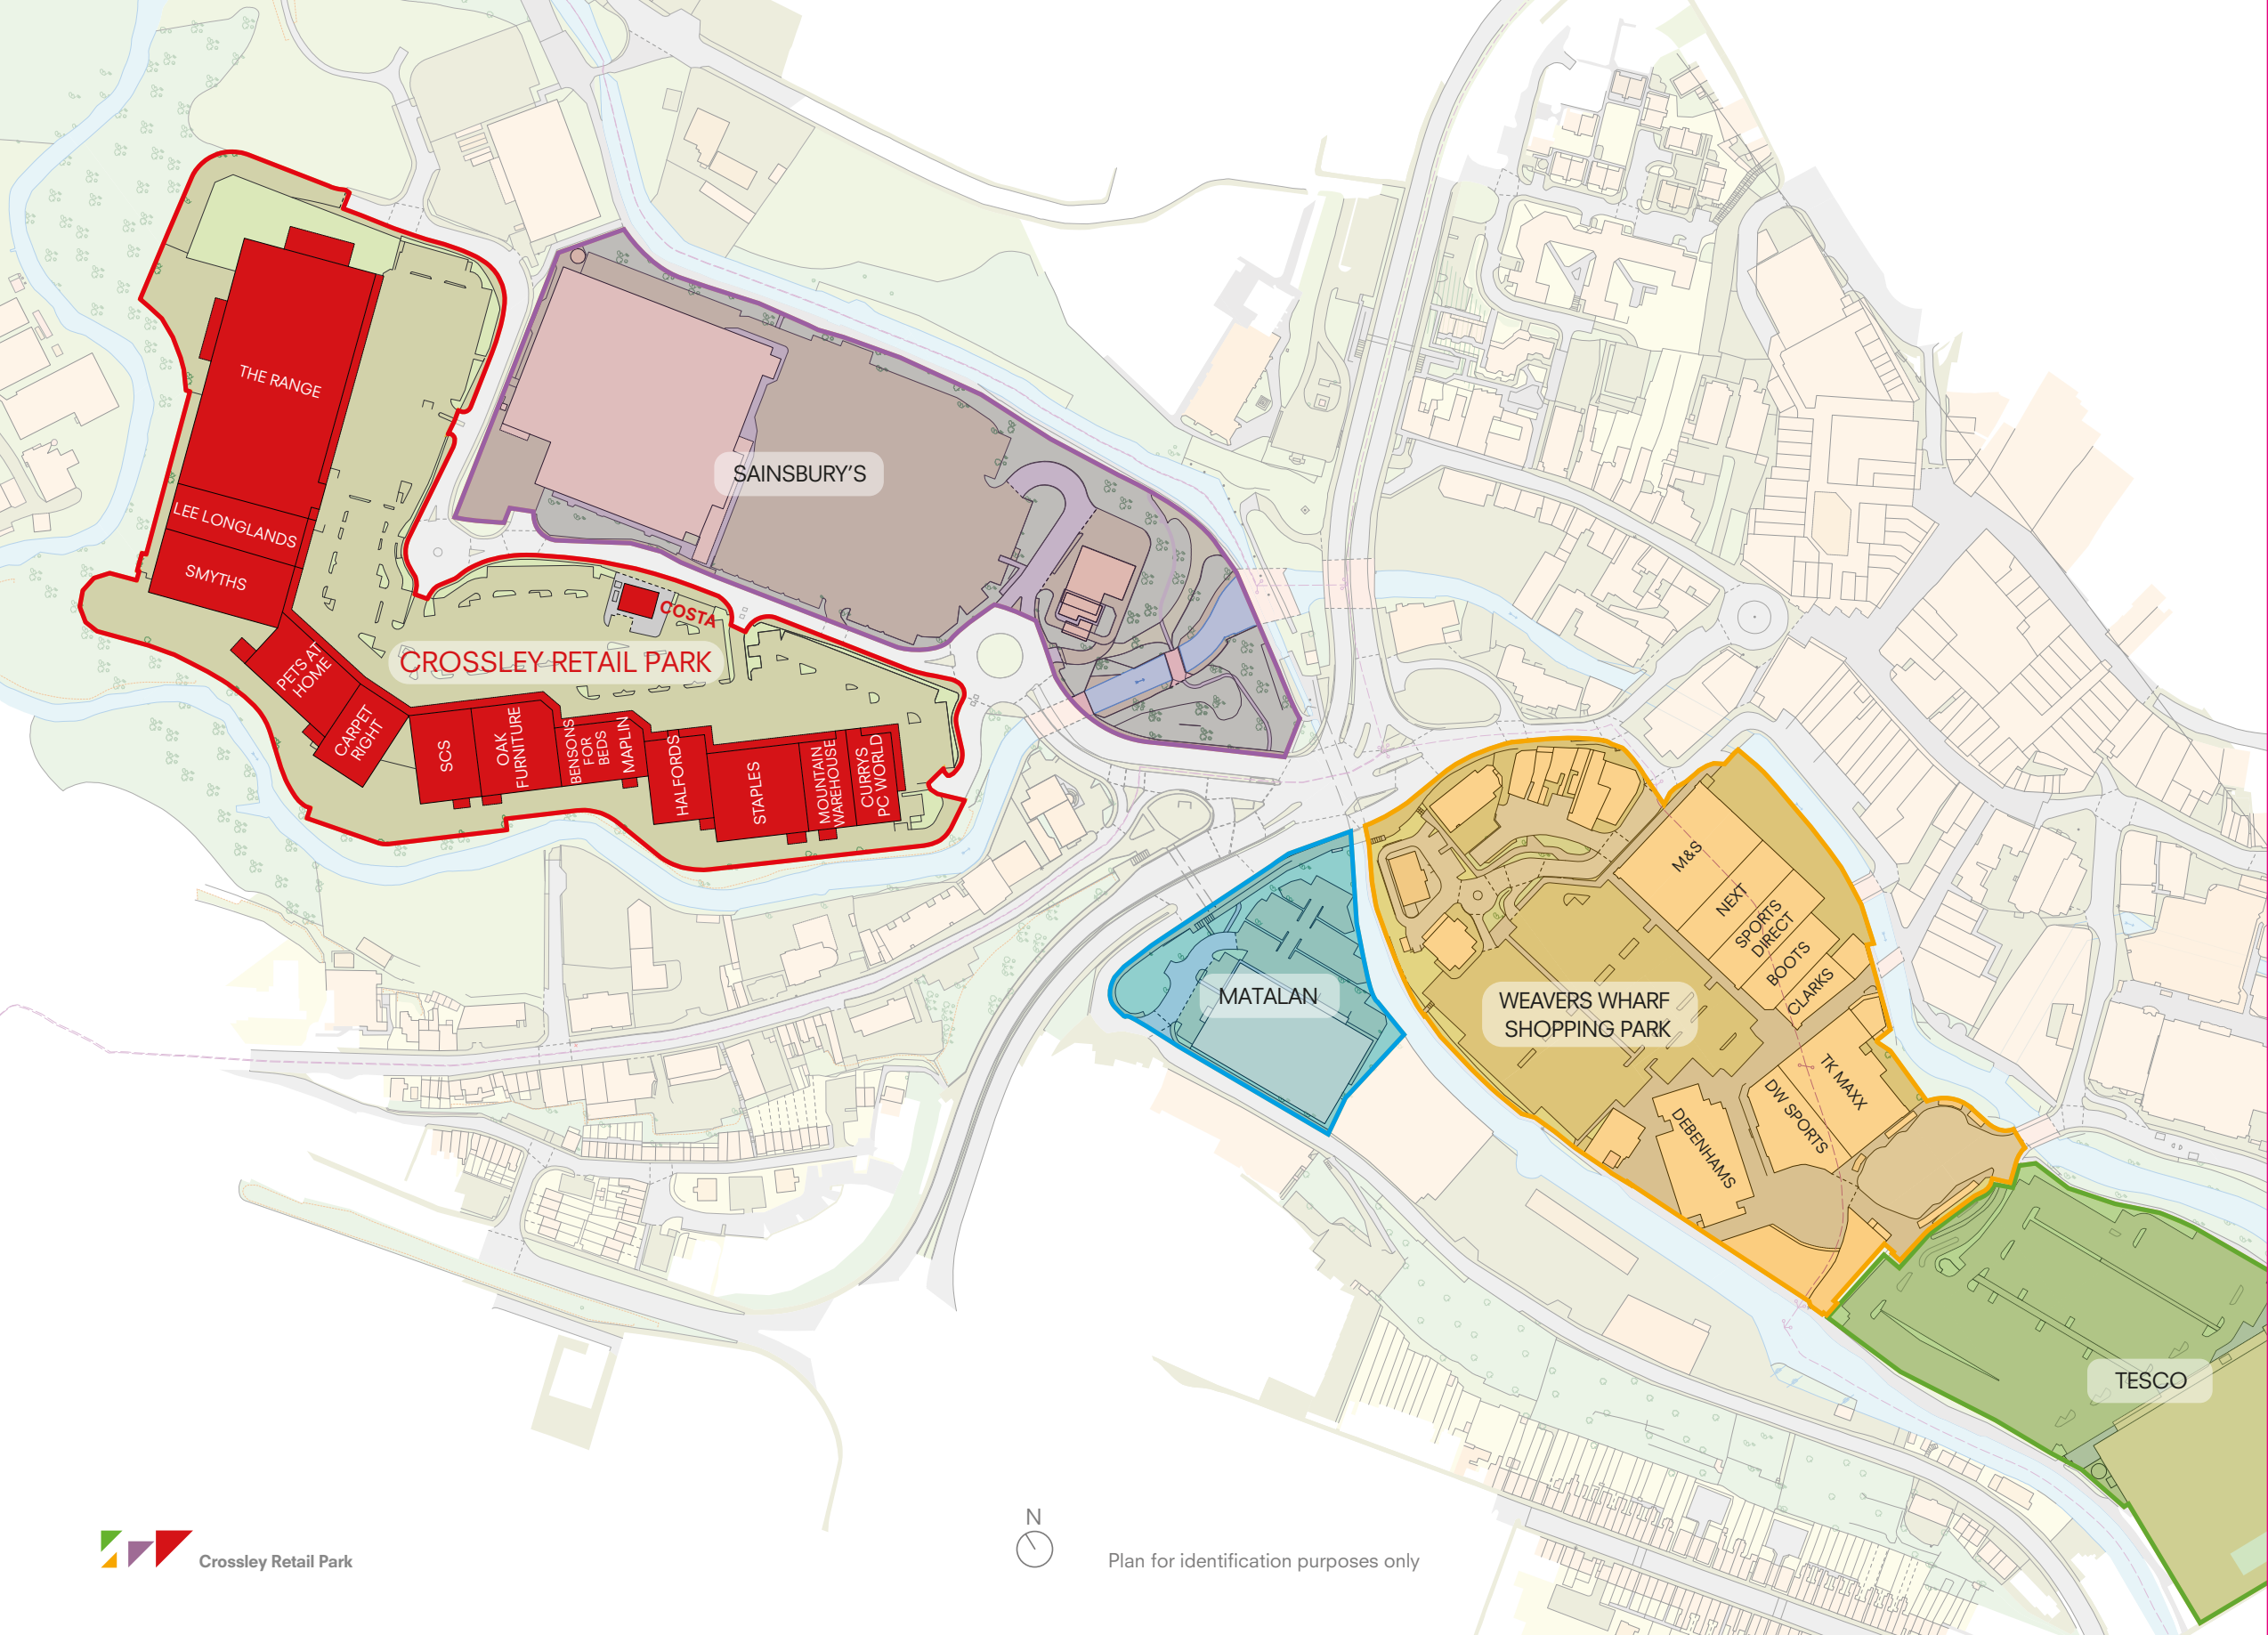 THE RANGE
LEE LONGLANDS
SMYTHS
SAINSBURY'S
COSTA
CROSSLEY RETAIL PARK
PETS AT
HOME
CARPET
RIGHT
SCS
OAK
FURNITURE
BENSONS
FOR
BEDS
MAPLIN
HALFORDS
STAPLES
MOUNTAIN
WAREHOUSE
CURRYS
PC WORLD
MATALAN
WEAVERS WHARF
SHOPPING PARK
M&S
NEXT
SPORTS
DIRECT
BOOTS
CLARKS
TK MAXX
DW SPORTS
DEBENHAMS
TESCO
N
Crossley Retail Park
Plan for identification purposes only